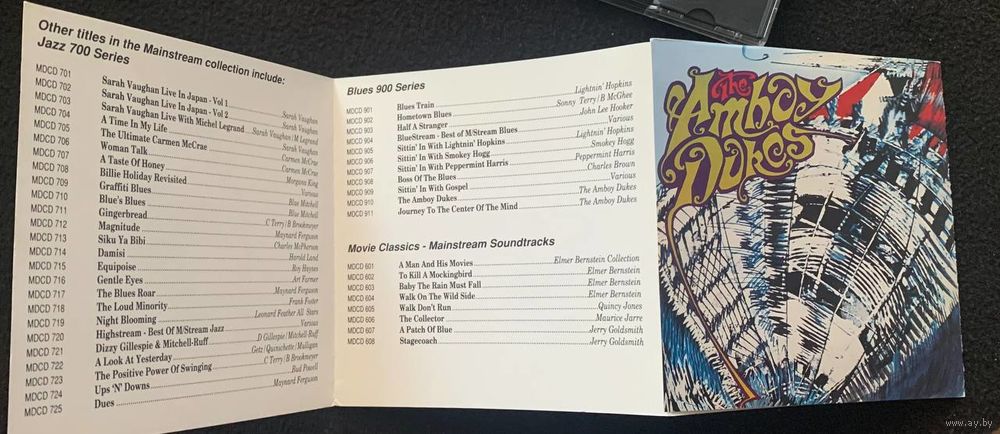 Other titles in the Mainstream collection include:
Jazz 700 Series
MDCD 701 Sarah Vaughan Live In Japan - Vol 1 Sarah Vaughan
MDCD 702 Sarah Vaughan Live In Japan - Vol 2 Sarah Vaughan
MDCD 703 Sarah Vaughan Live With Michel Legrand Sarah Vaughan / M Legrand
MDCD 704 A Time In My Life Sarah Vaughan
MDCD 705 The Ultimate Carmen McCrae Carmen McCrae
MDCD 706 Woman Talk Carmen McCrae
MDCD 707 A Taste Of Honey Morgana King
MDCD 708 Billie Holiday Revisited Various
MDCD 709 Graffiti Blues Blue Mitchell
MDCD 710 Blue's Blues Blue Mitchell
MDCD 711 Gingerbread C Terry / B Brookmeyer
MDCD 712 Magnitude Maynard Ferguson
MDCD 713 Siku Ya Bibi Charles McPherson
MDCD 714 Damisi Harold Land
MDCD 715 Equipoise Roy Haynes
MDCD 716 Gentle Eyes Art Farmer
MDCD 717 The Blues Roar Maynard Ferguson
MDCD 718 The Loud Minority Frank Foster
MDCD 719 Night Blooming Leonard Feather All Stars
MDCD 720 Highstream - Best Of M/Stream Jazz Various
MDCD 721 Dizzy Gillespie & Mitchell-Ruff D Gillespie / Mitchell Ruff
MDCD 722 A Look At Yesterday Getz / Quinichette / Mulligan
MDCD 723 The Positive Power Of Swinging C Terry / B Brookmeyer
MDCD 724 Ups 'N' Downs Bud Powell
MDCD 725 Dues Maynard Ferguson
Blues 900 Series
MDCD 901 Blues Train Lightnin' Hopkins
MDCD 902 Hometown Blues Sonny Terry / B McGhee
MDCD 903 Half A Stranger John Lee Hooker
MDCD 904 BlueStream - Best of M/Stream Blues Various
MDCD 905 Sittin' In With Lightnin' Hopkins Lightnin' Hopkins
MDCD 906 Sittin' In With Smokey Hogg Smokey Hogg
MDCD 907 Sittin' In With Peppermint Harris Peppermint Harris
MDCD 908 Boss Of The Blues Charles Brown
MDCD 909 Sittin' In With Gospel Various
MDCD 910 The Amboy Dukes The Amboy Dukes
MDCD 911 Journey To The Center Of The Mind The Amboy Dukes
Movie Classics - Mainstream Soundtracks
MDCD 601 A Man And His Movies Elmer Bernstein Collection
MDCD 602 To Kill A Mockingbird Elmer Bernstein
MDCD 603 Baby The Rain Must Fall Elmer Bernstein
MDCD 604 Walk On The Wild Side Elmer Bernstein
MDCD 605 Walk Don't Run Quincy Jones
MDCD 606 The Collector Maurice Jarre
MDCD 607 A Patch Of Blue Jerry Goldsmith
MDCD 608 Stagecoach Jerry Goldsmith
The
Amboy
Dukes
www.ay.by